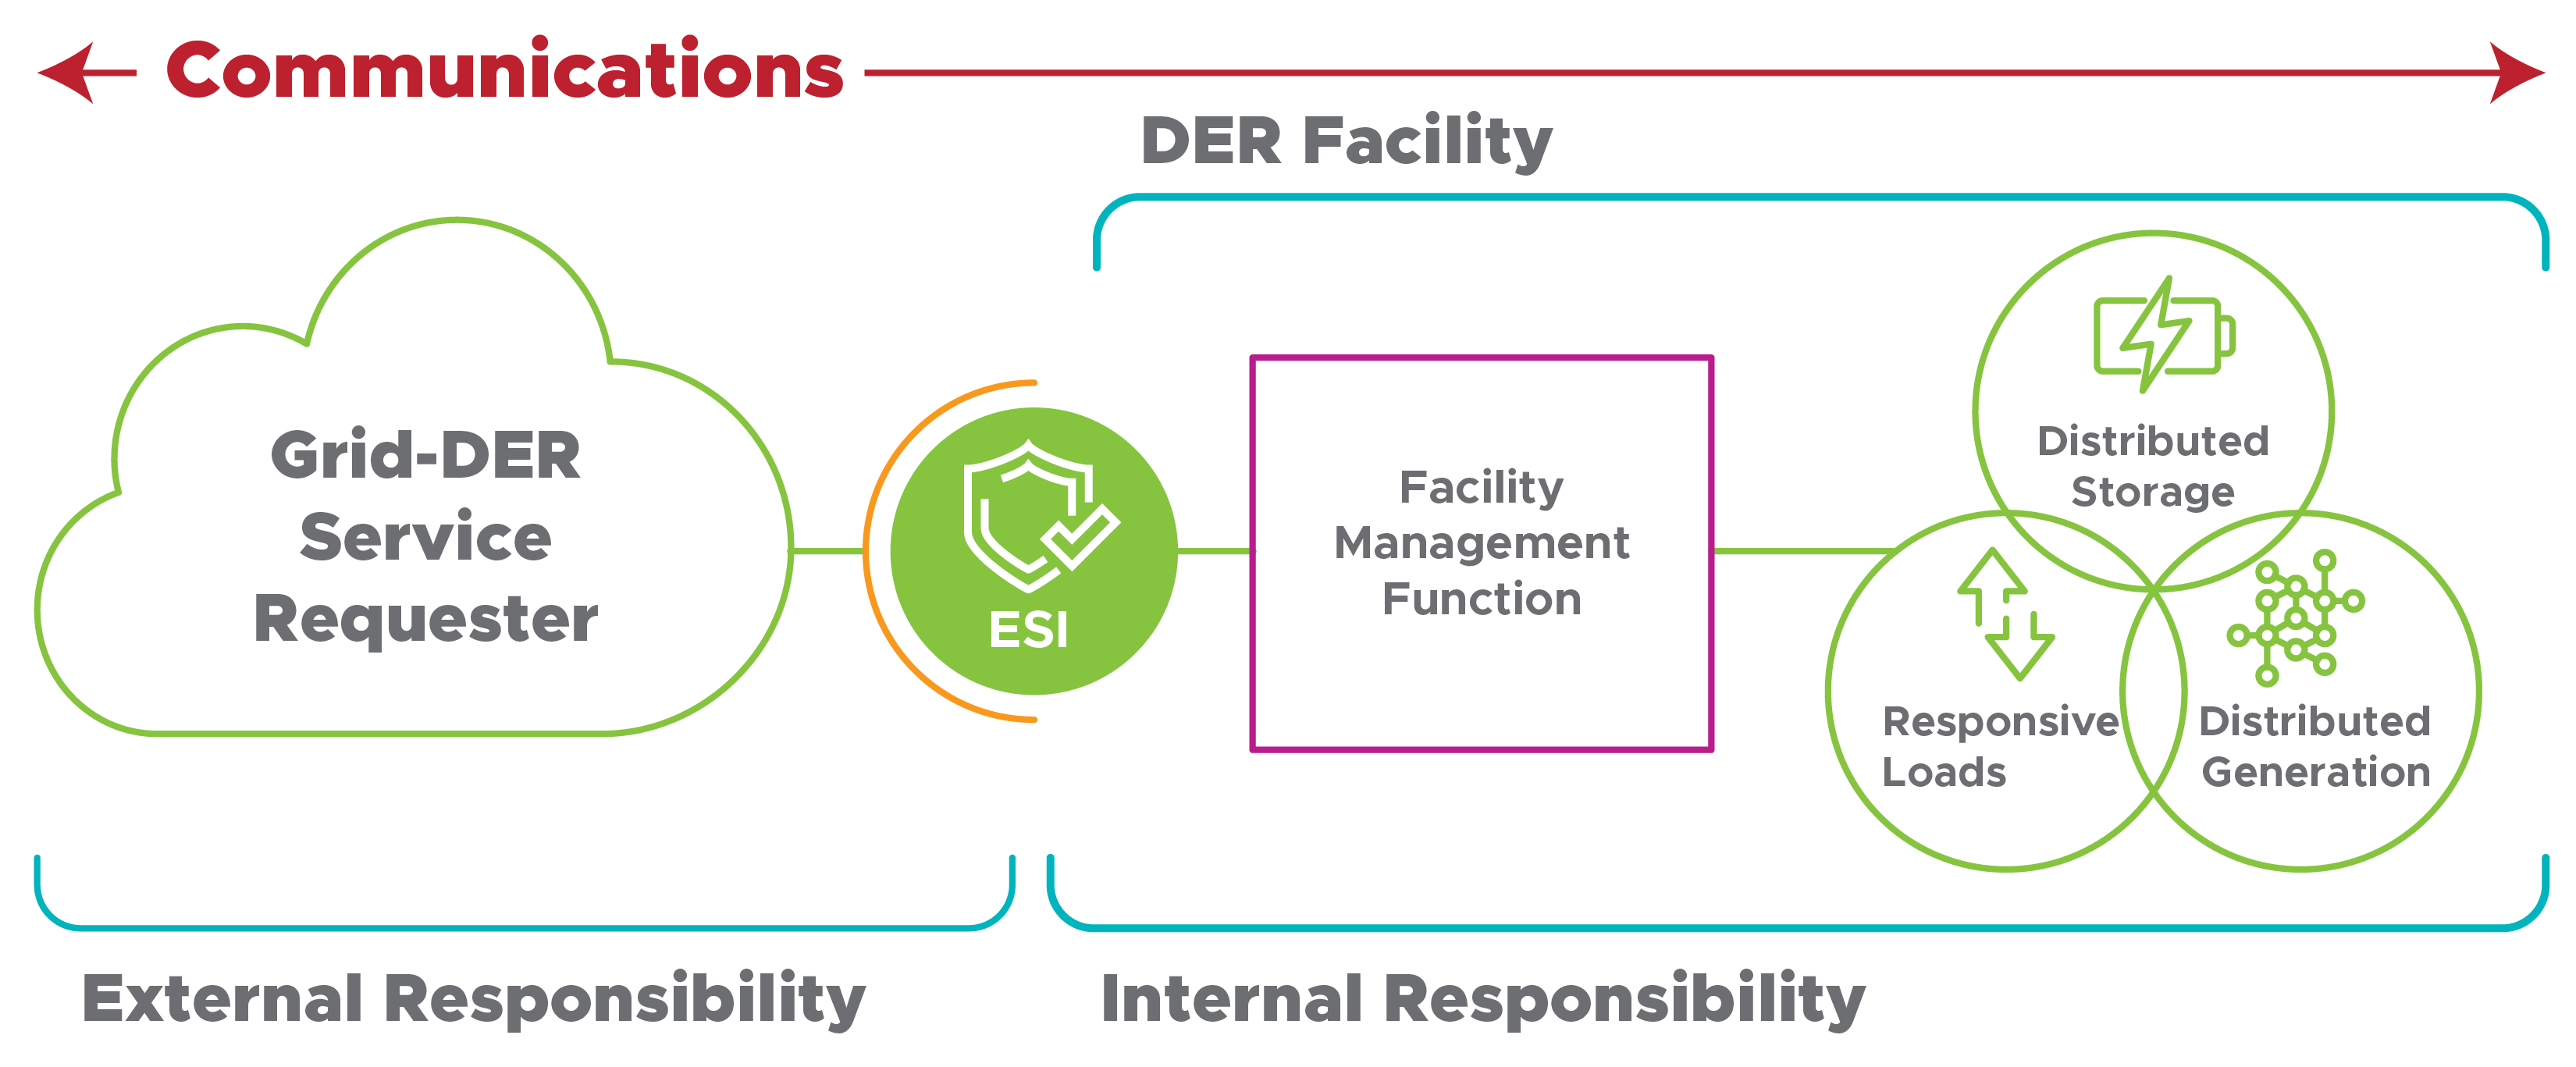 Communications
DER Facility
Grid-DER
Service
Requester
ESI
Facility
Management
Function
Distributed
Storage
Responsive
Loads
Distributed
Generation
External Responsibility
Internal Responsibility